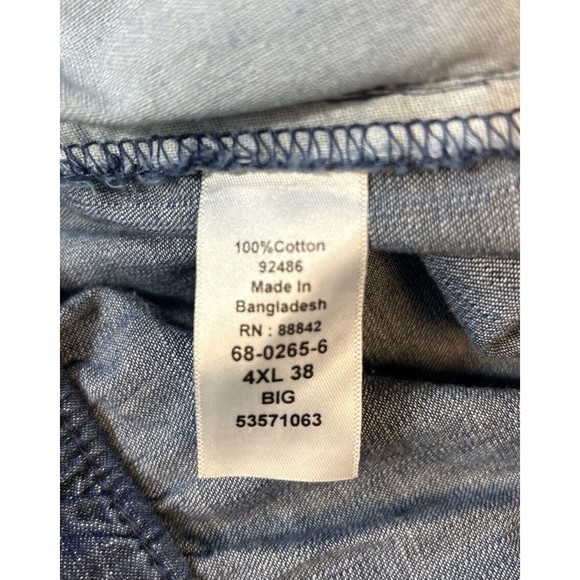 100%Cotton
92486
Made In
Bangladesh
RN : 88842
68-0265-6
4XL 38
BIG
53571063